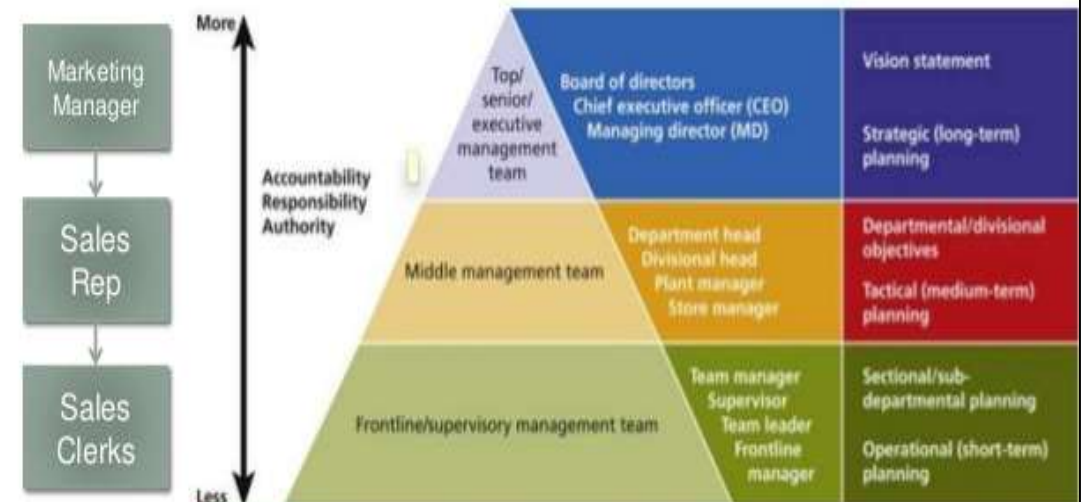 Marketing
Manager
Sales
Rep
Sales
Clerks
More
Accountability
Responsibility
Authority
Less
Top/
senior/
executive
management
team
Board of directors
Chief executive officer (CEO)
Managing director (MD)
Vision statement
Strategic (long-term)
planning
Middle management team
Department head
Divisional head
Plant manager
Store manager
Departmental/divisional
objectives
Tactical (medium-term)
planning
Frontline/supervisory management team
Team manager
Supervisor
Team leader
Frontline
manager
Sectional/sub-
departmental planning
Operational (short-term)
planning